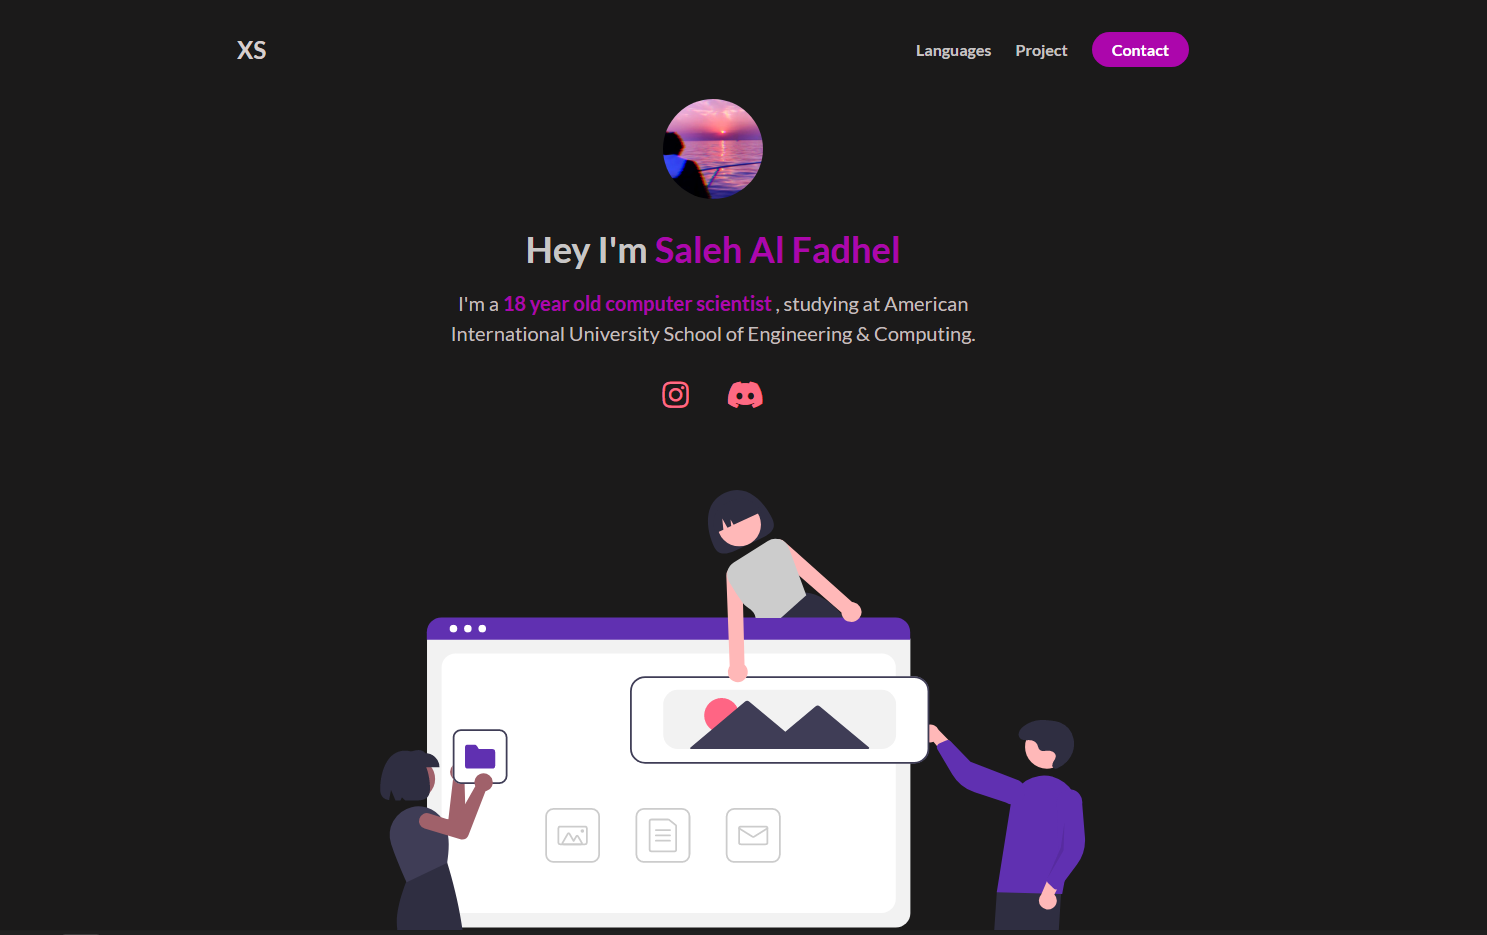 XS
Languages Project Contact
Hey I'm Saleh Al Fadhel
I'm a 18 year old computer scientist , studying at American
International University School of Engineering & Computing.